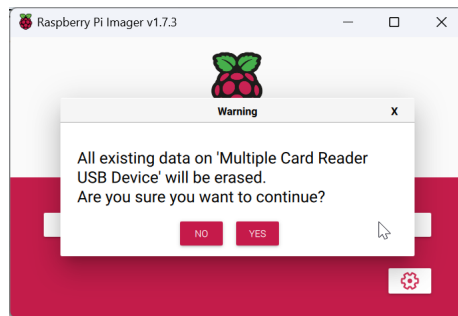 Raspberry Pi Imager v1.7.3
Warning
X
All existing data on 'Multiple Card Reader
USB Device' will be erased.
Are you sure you want to continue?
NO
YES